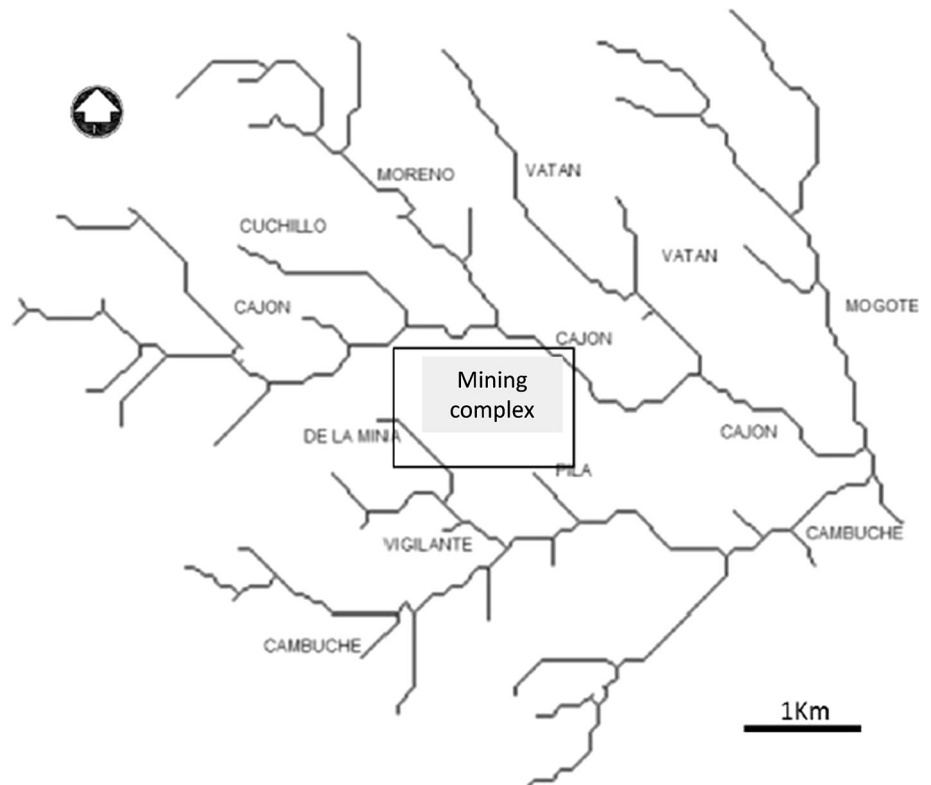 MORENO
VATAN
CUCHILLO
VATAN
CAJON
MOGOTE
CAJON
Mining
complex
CAJON
DE LA MINA
PILA
CAMBUCHE
VIGILANTE
CAMBUCHE
1Km